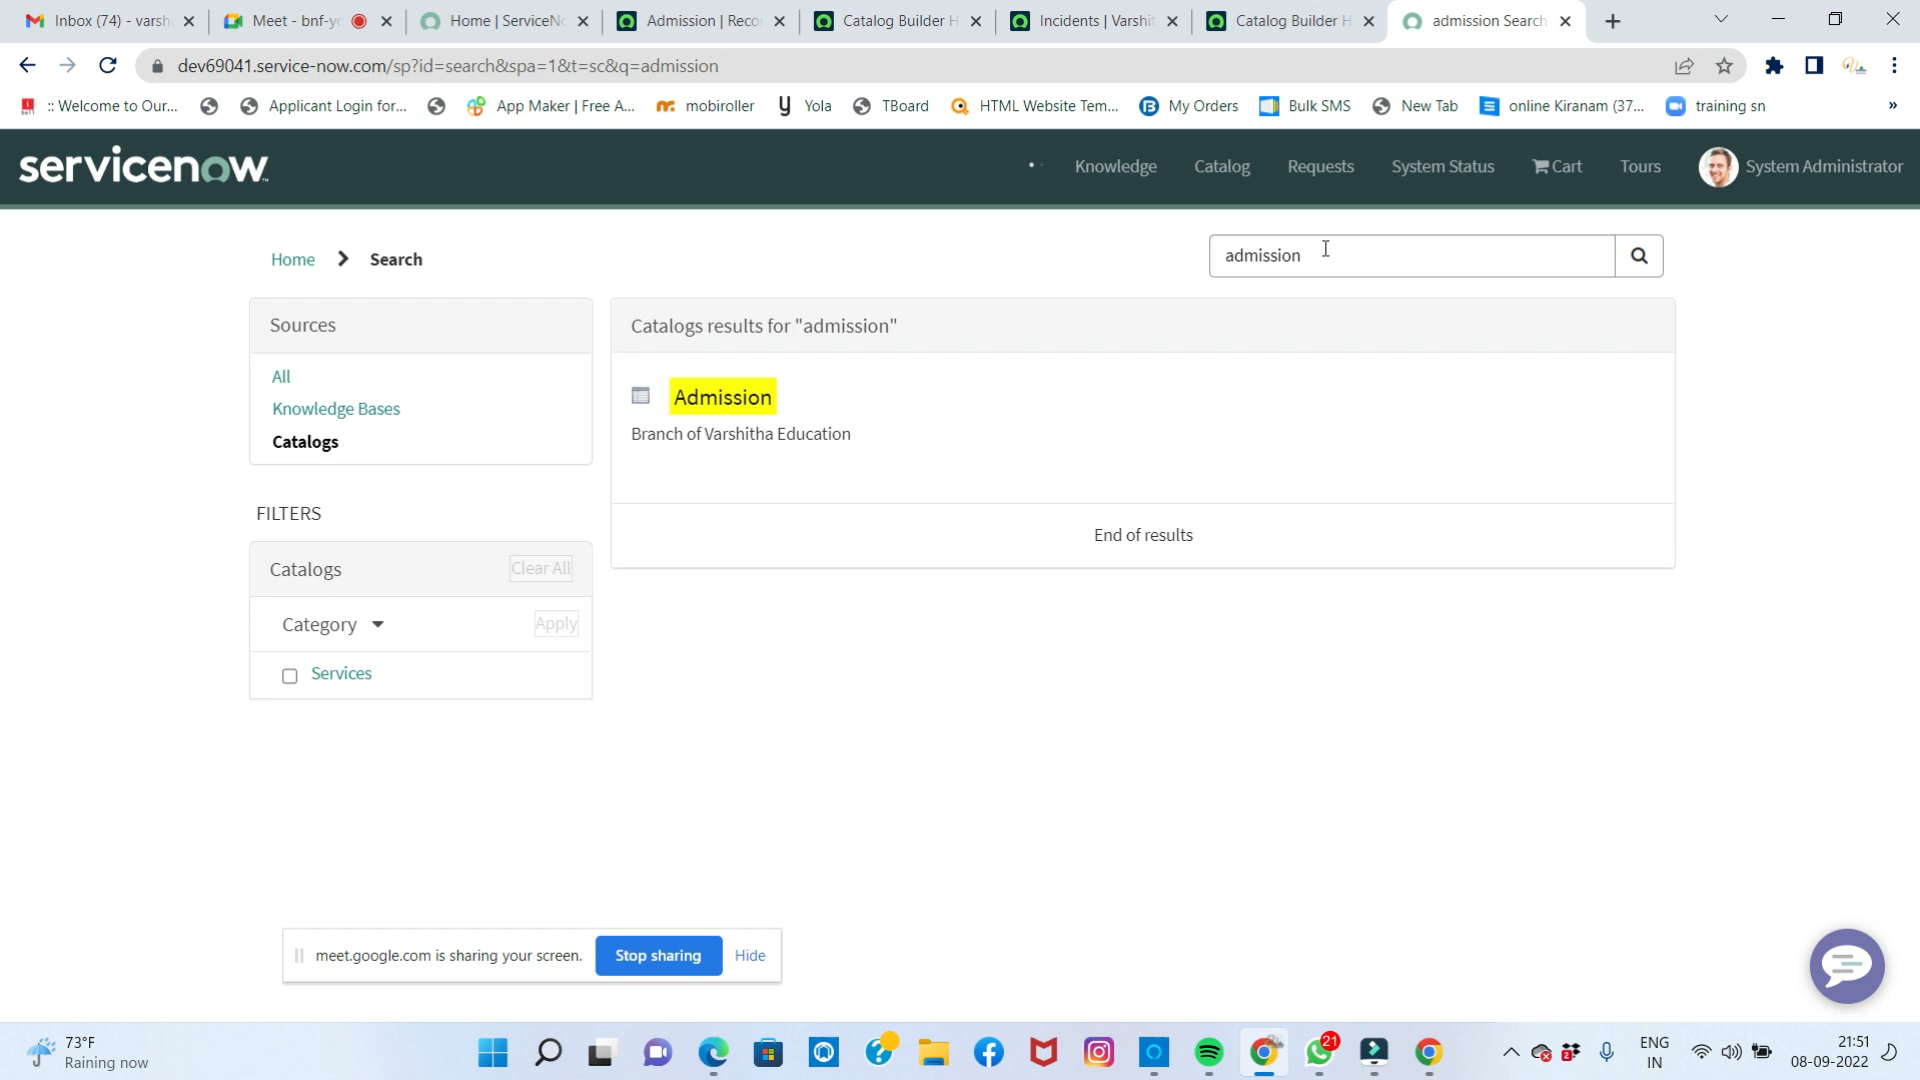 Inbox (74) - varsh
Meet - bnf-yc
Home | ServiceNo
Admission | Reco
Catalog Builder H
Incidents | Varshit
Catalog Builder H
admission Search
dev69041.service-now.com/sp?id=search&spa=1&t=sc&q=admission
:: Welcome to Our...
Applicant Login for...
App Maker | Free A...
mobiroller
Yola
TBoard
HTML Website Tem...
My Orders
Bulk SMS
New Tab
online Kiranam (37...
training sn
»
servicenow
Knowledge
Catalog
Requests
System Status
Cart
Tours
System Administrator
Home
Search
admission
Sources
All
Knowledge Bases
Catalogs
Catalogs results for "admission"
Admission
Branch of Varshitha Education
End of results
FILTERS
Catalogs
Clear All
Category
Apply
Services
meet.google.com is sharing your screen.
Stop sharing
Hide
73°F
Raining now
21
ENG
IN
21:51
08-09-2022